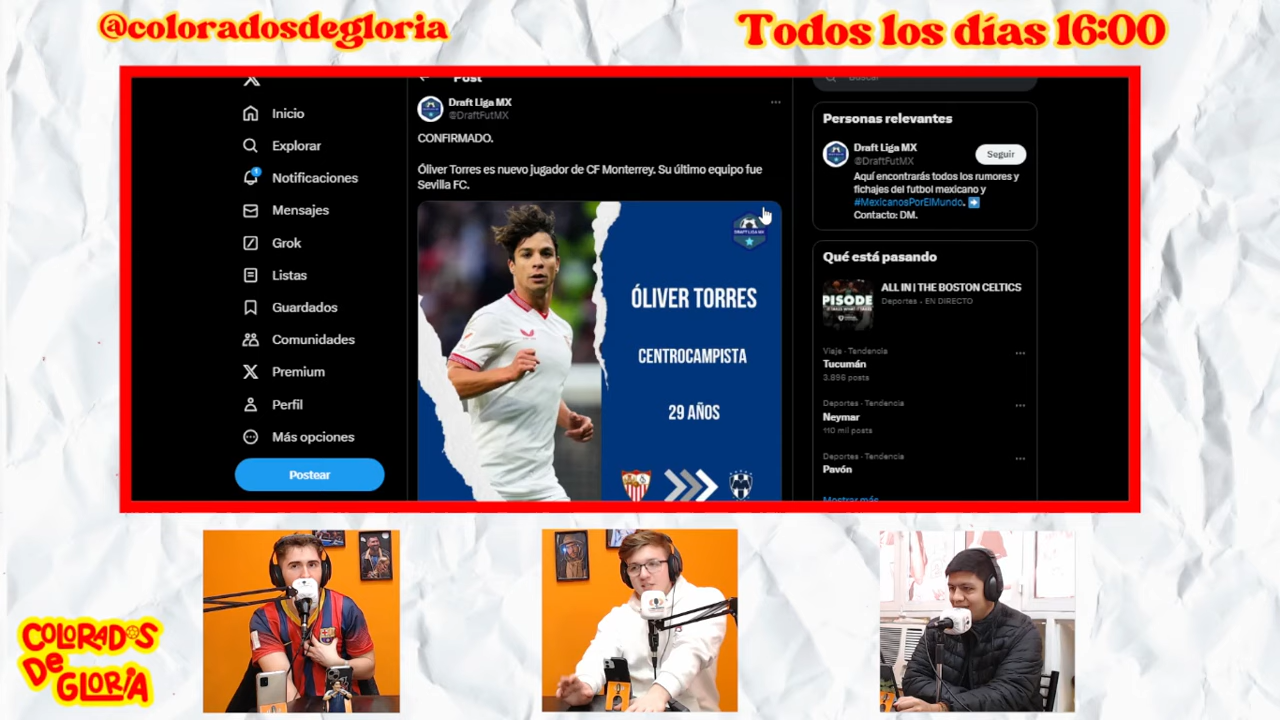 @coloradosdegloria
Todos los días 16:00
Post
Buscar
Inicio
Explorar
1
Notificaciones
Mensajes
Grok
Listas
Guardados
Comunidades
Premium
Perfil
Más opciones
Postear
Draft Liga MX
@DraftFutMX
CONFIRMADO.
Óliver Torres es nuevo jugador de CF Monterrey. Su último equipo fue
Sevilla FC.
DRAFT LIGA MX
ÓLIVER TORRES
CENTROCAMPISTA
29 AÑOS
Personas relevantes
Draft Liga MX
@DraftFutMX
Seguir
Aquí encontrarás todos los rumores y
fichajes del futbol mexicano y
#MexicanosPorElMundo.
Contacto: DM.
Qué está pasando
PISODE
ALL IN | THE BOSTON CELTICS
Deportes · EN DIRECTO
Viaje · Tendencia
Tucumán
3.856 posts
Deportes · Tendencia
Neymar
110 mil posts
Deportes · Tendencia
Pavón
Mostrar más
COLORADOS
DE
GLORIA